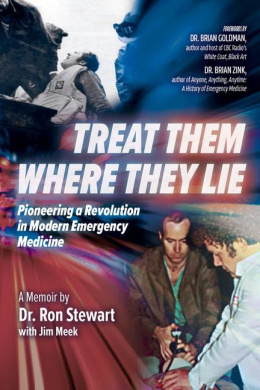 FOREWORDS BY
DR. BRIAN GOLDMAN,
author and host of CBC Radio's
White Coat, Black Art
DR. BRIAN ZINK,
author of Anyone, Anything, Anytime:
A History of Emergency Medicine
TREAT THEM
WHERE THEY LIE
Pioneering a Revolution
in Modern Emergency
Medicine
A Memoir by
Dr. Ron Stewart
with Jim Meek